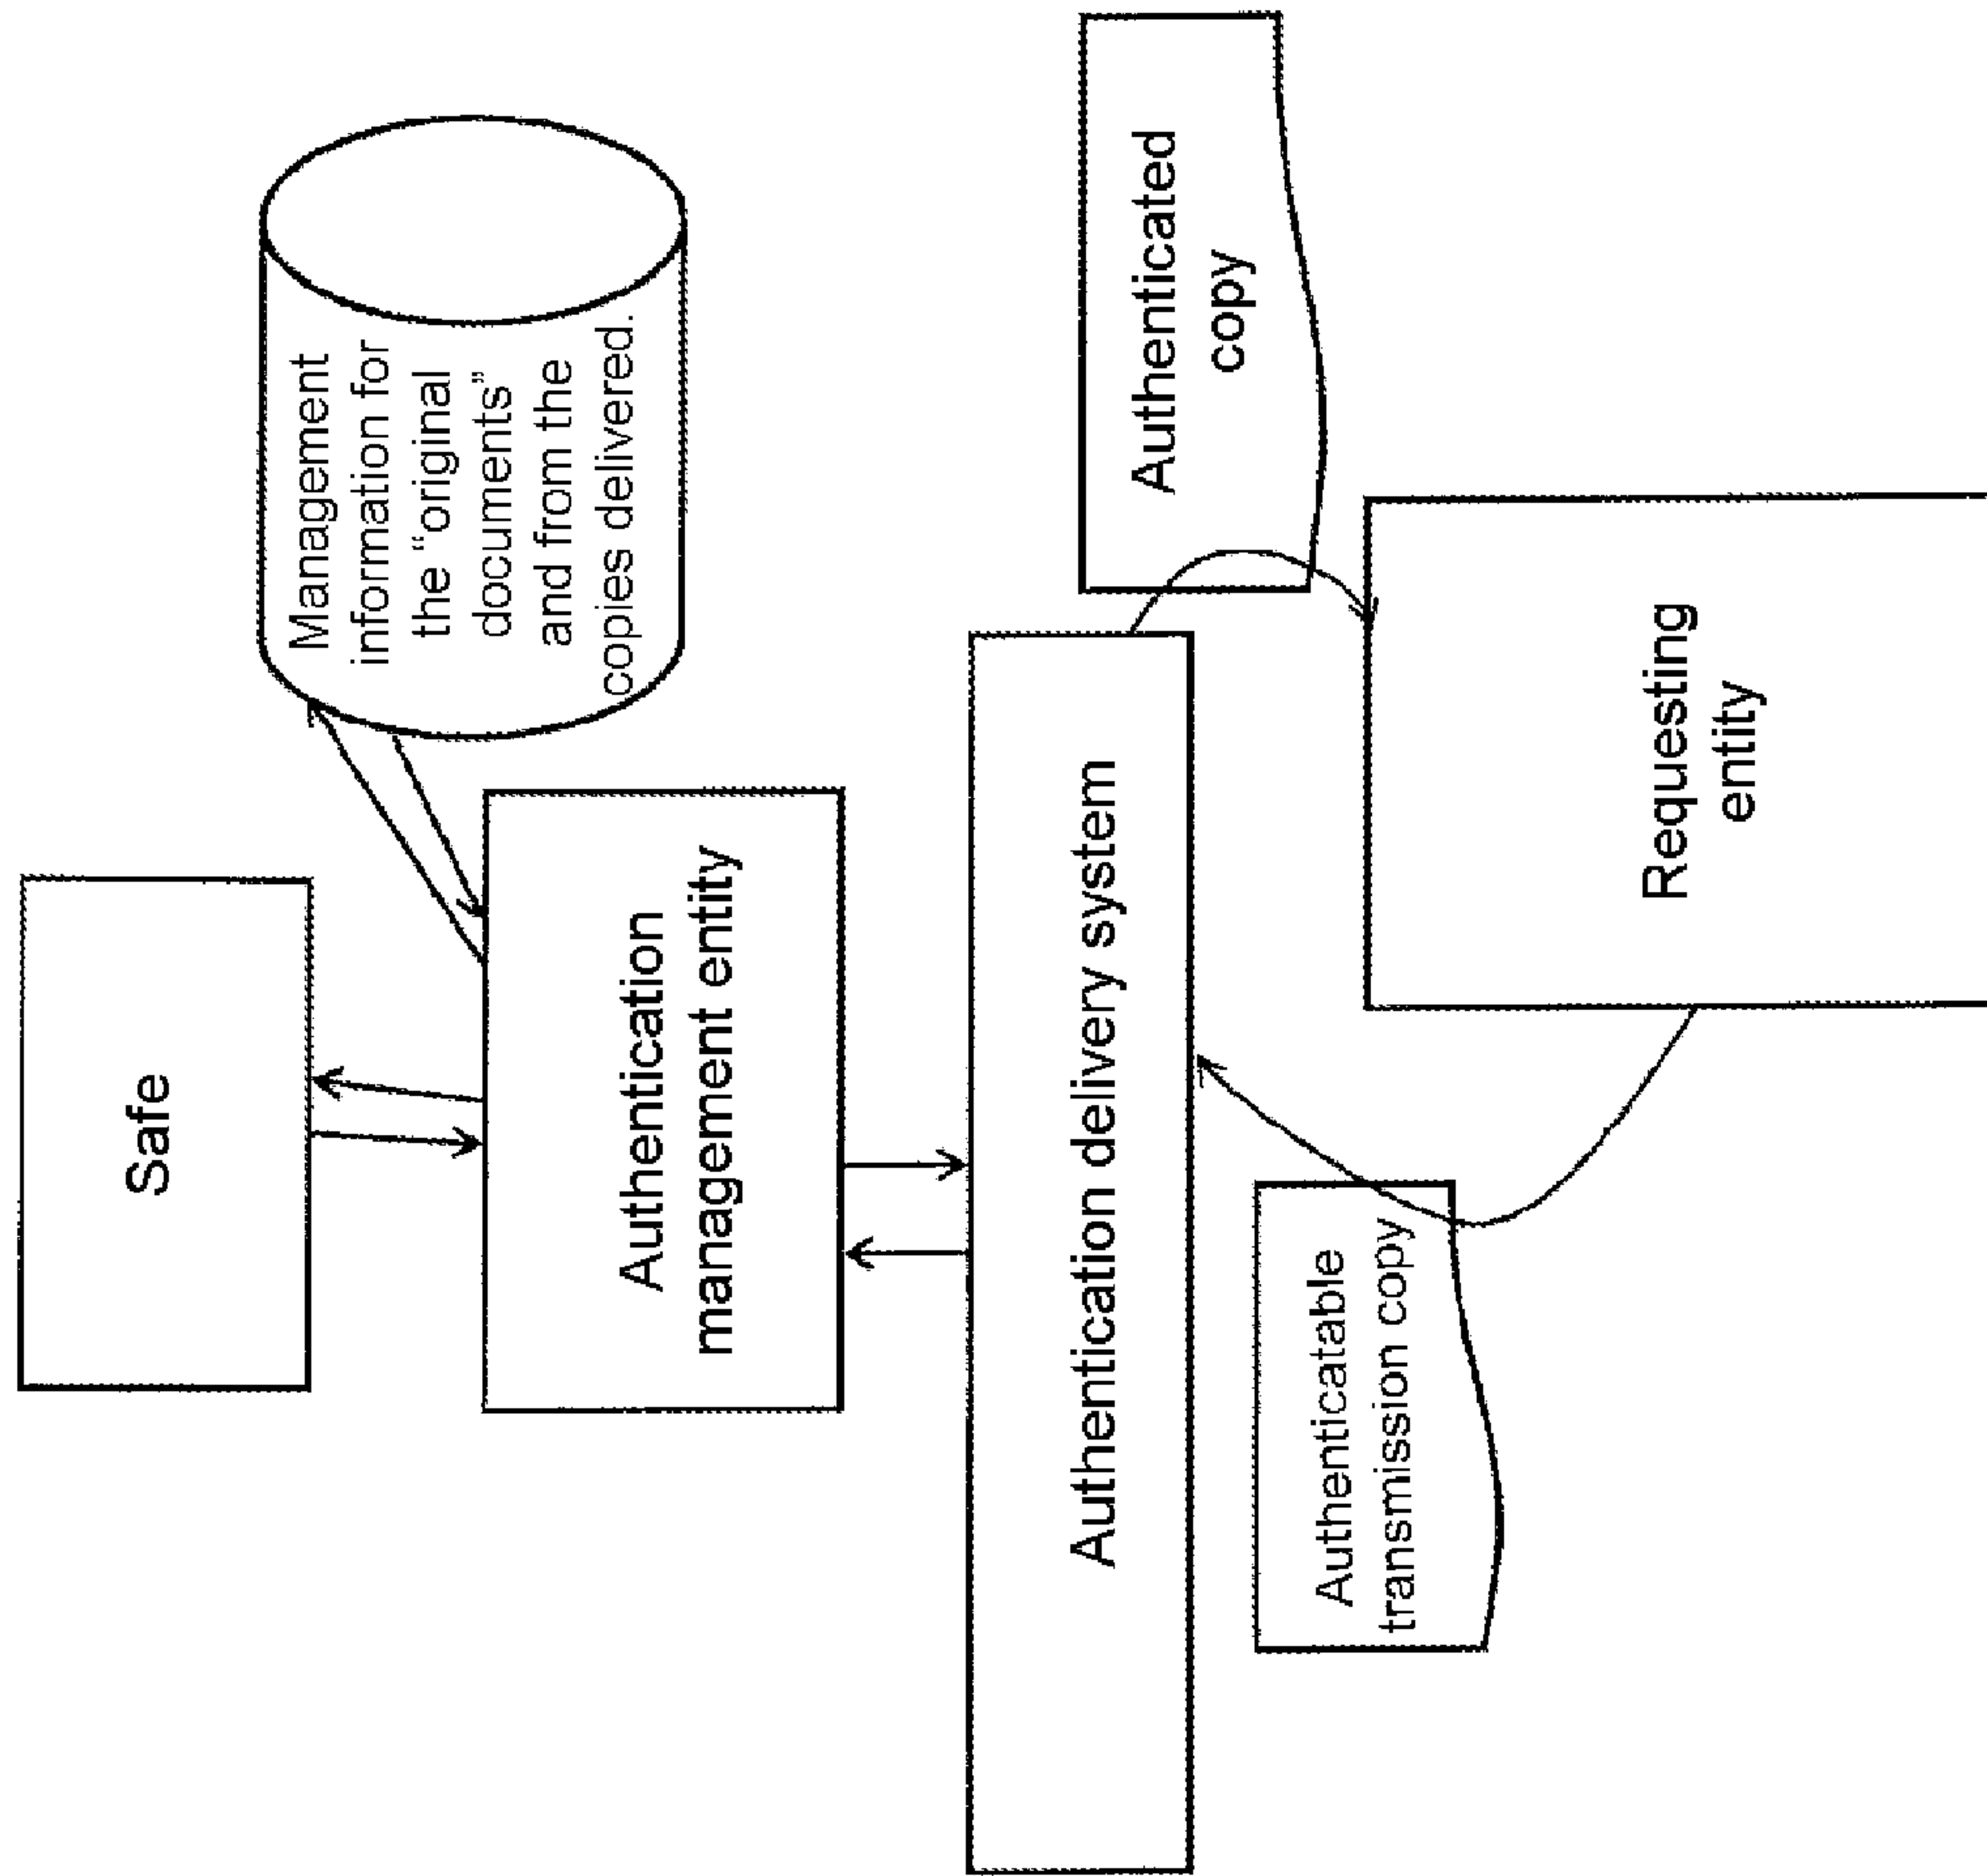 Safe
Management
information for
the “original
documents”
and from the
copies delivered.
Authentication
management entity
Authentication delivery system
Authenticated
copy
Authenticatable
transmission copy
Requesting
entity